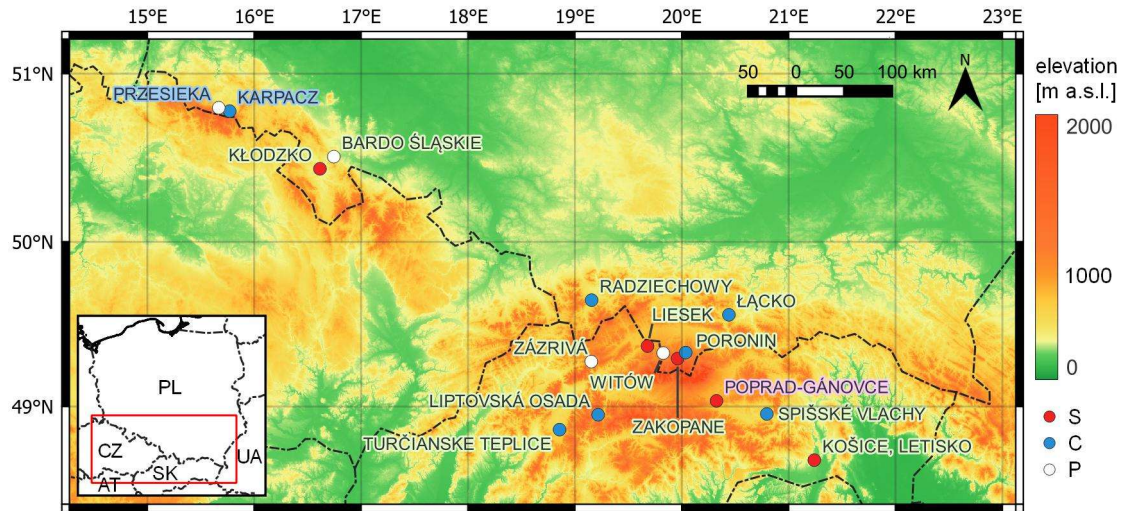 15°E 16°E 17°E 18°E 19°E 20°E 21°E 22°E 23°E
51°N
50°N
49°N
PRZESIEKA
KARPACZ
KŁODZKO
BARDO ŚLĄSKIE
50 0 50 100 km
N
elevation
[m a.s.l.]
2000
1000
0
RADZIECHOWY
ŁĄCKO
LIESEK
ZÁZRIVÁ
PORONIN
WITÓW
POPRAD-GÁNOVCE
LIPTOVSKÁ OSADA
SPIŠSKÉ VLACHY
TURČIANSKE TEPLICE
ZAKOPANE
KOŠICE, LETISKO
PL
CZ
SK
UA
AT
S
C
P